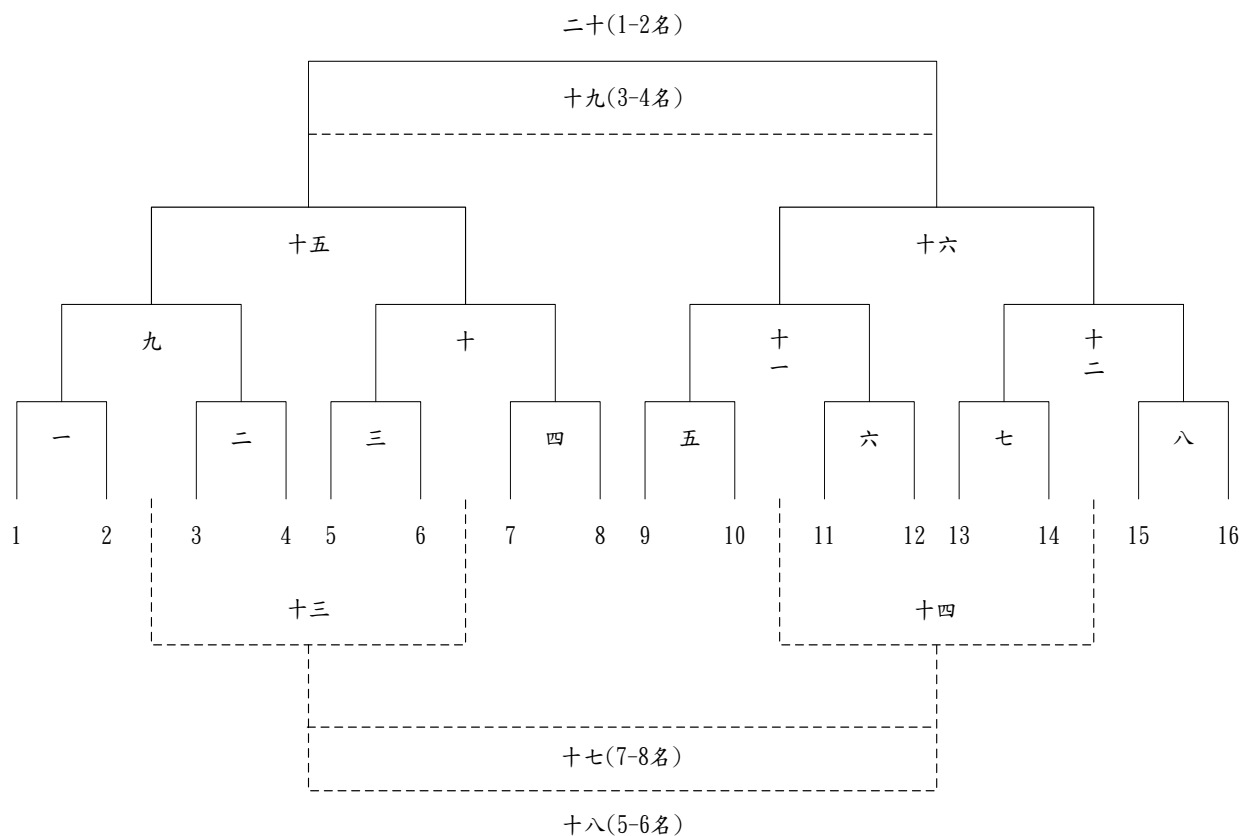 二十(1-2名)
十九(3-4名)
十五 十六
九 十 十一 十二
一 二 三 四 五 六 七 八
1 2 3 4 5 6 7 8 9 10 11 12 13 14 15 16
十三 十四
十七(7-8名)
十八(5-6名)